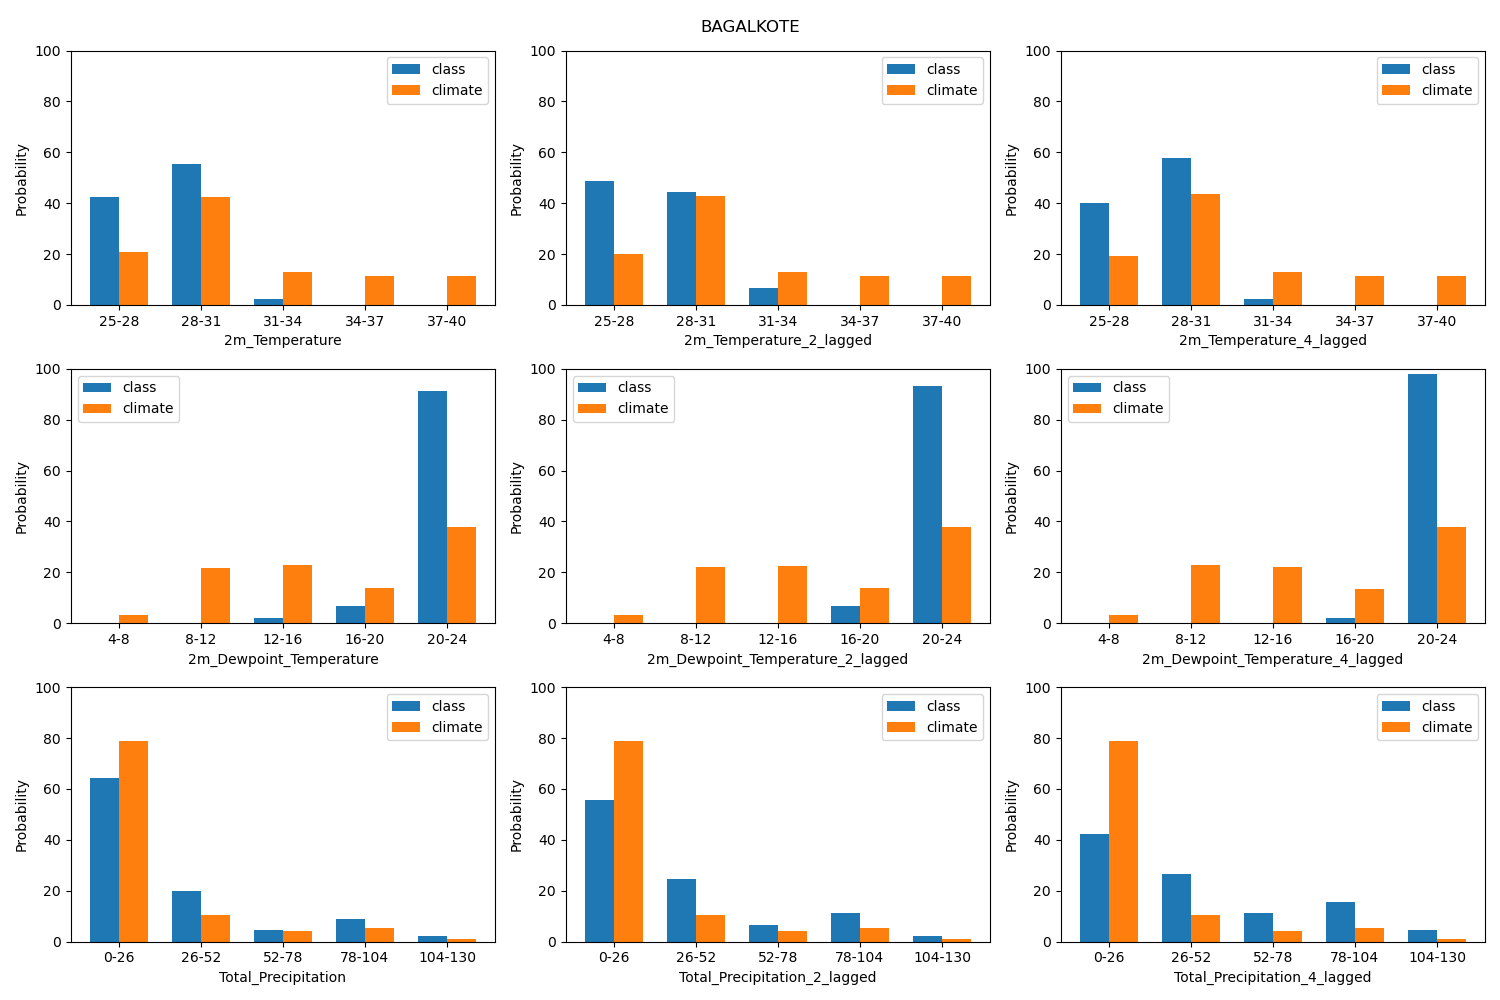 BAGALKOTE
100
80
60
40
20
0
Probability
class
climate
25-28 28-31 31-34 34-37 37-40
2m_Temperature
100
80
60
40
20
0
Probability
class
climate
25-28 28-31 31-34 34-37 37-40
2m_Temperature_2_lagged
100
80
60
40
20
0
Probability
class
climate
25-28 28-31 31-34 34-37 37-40
2m_Temperature_4_lagged
100
80
60
40
20
0
Probability
class
climate
4-8 8-12 12-16 16-20 20-24
2m_Dewpoint_Temperature
100
80
60
40
20
0
Probability
class
climate
4-8 8-12 12-16 16-20 20-24
2m_Dewpoint_Temperature_2_lagged
100
80
60
40
20
0
Probability
class
climate
4-8 8-12 12-16 16-20 20-24
2m_Dewpoint_Temperature_4_lagged
100
80
60
40
20
0
Probability
class
climate
0-26 26-52 52-78 78-104 104-130
Total_Precipitation
100
80
60
40
20
0
Probability
class
climate
0-26 26-52 52-78 78-104 104-130
Total_Precipitation_2_lagged
100
80
60
40
20
0
Probability
class
climate
0-26 26-52 52-78 78-104 104-130
Total_Precipitation_4_lagged